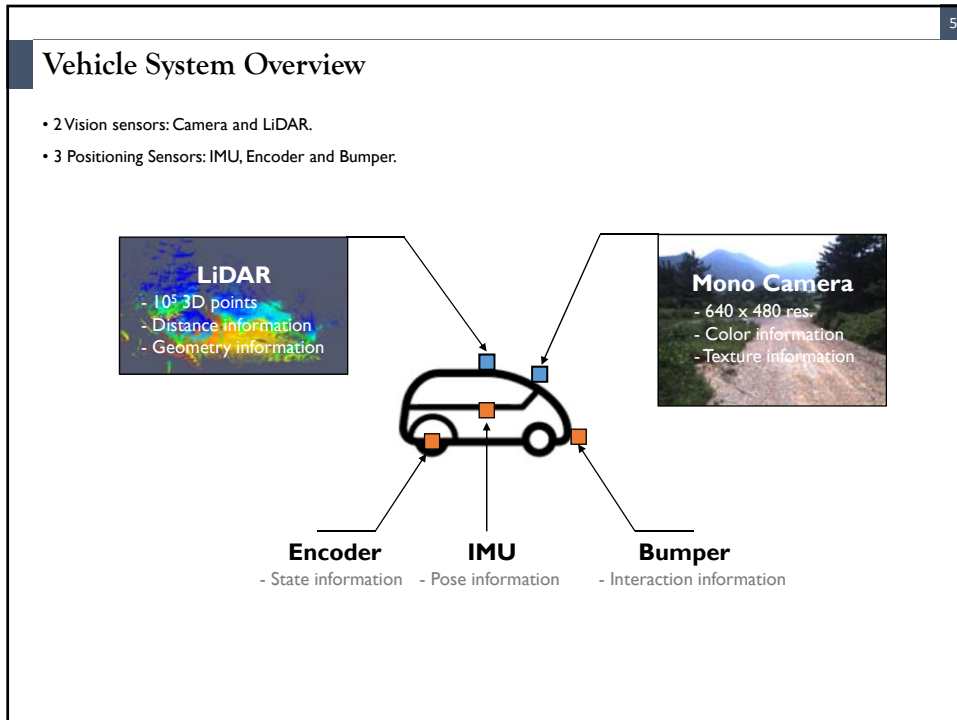 5
Vehicle System Overview
• 2 Vision sensors: Camera and LiDAR.
• 3 Positioning Sensors: IMU, Encoder and Bumper.
LiDAR
- 10⁵ 3D points
- Distance information
- Geometry information
Mono Camera
- 640 x 480 res.
- Color information
- Texture information
Encoder
- State information
IMU
- Pose information
Bumper
- Interaction information